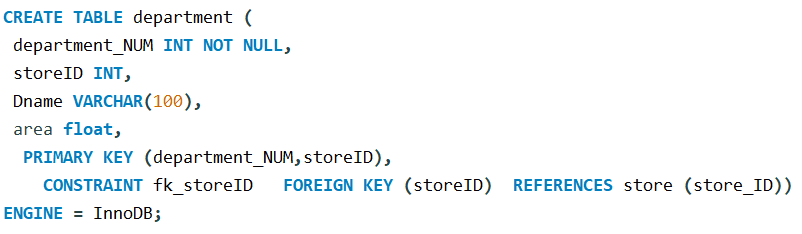 CREATE TABLE department (
department_NUM INT NOT NULL,
storeID INT,
Dname VARCHAR(100),
area float,
PRIMARY KEY (department_NUM,storeID),
CONSTRAINT fk_storeID FOREIGN KEY (storeID) REFERENCES store (store_ID))
ENGINE = InnoDB;